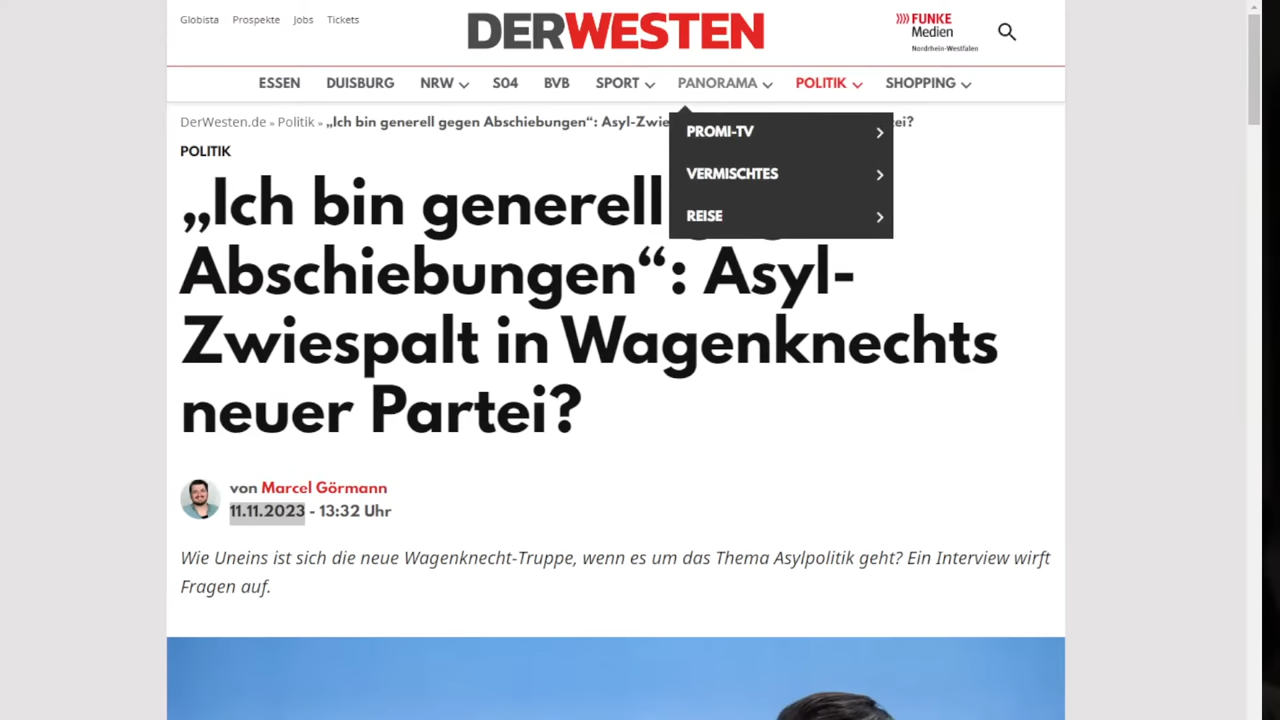 Globista Prospekte Jobs Tickets
DERWESTEN
FUNKE
Medien
Nordrhein-Westfalen
ESSEN DUISBURG NRW S04 BVB SPORT PANORAMA POLITIK SHOPPING
DerWesten.de » Politik » „Ich bin generell gegen Abschiebungen“: Asyl-Zwie tei?
PROMI-TV
VERMISCHTES
REISE
POLITIK
„Ich bin generell
Abschiebungen“: Asyl-
Zwiespalt in Wagenknechts
neuer Partei?
von Marcel Görmann
11.11.2023 - 13:32 Uhr
Wie Uneins ist sich die neue Wagenknecht-Truppe, wenn es um das Thema Asylpolitik geht? Ein Interview wirft
Fragen auf.